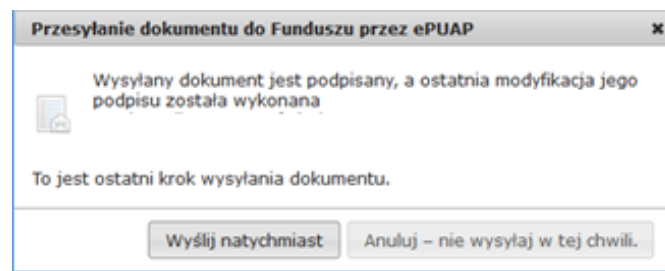 Przesyłanie dokumentu do Funduszu przez ePUAP
Wysyłany dokument jest podpisany, a ostatnia modyfikacja jego
podpisu została wykonana
To jest ostatni krok wysyłania dokumentu.
Wyślij natychmiast
Anuluj – nie wysyłaj w tej chwili.